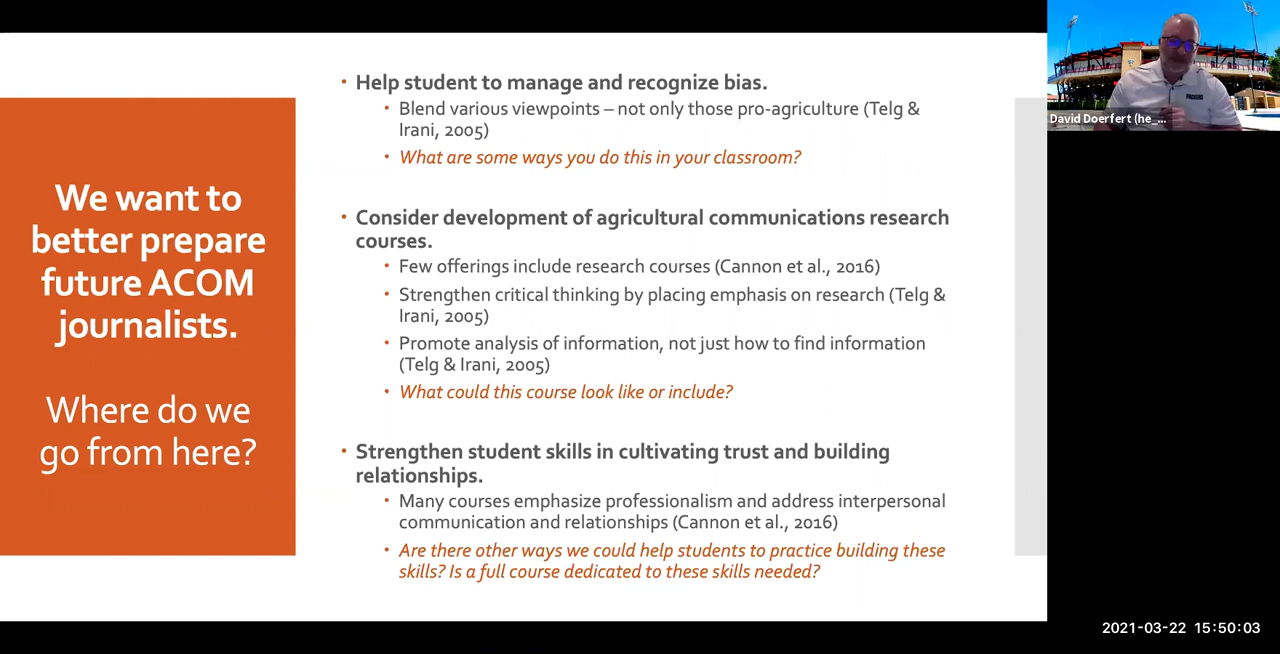 We want to
better prepare
future ACOM
journalists.
Where do we
go from here?
• Help student to manage and recognize bias.
• Blend various viewpoints – not only those pro-agriculture (Telg &
Irani, 2005)
• What are some ways you do this in your classroom?
• Consider development of agricultural communications research
courses.
• Few offerings include research courses (Cannon et al., 2016)
• Strengthen critical thinking by placing emphasis on research (Telg &
Irani, 2005)
• Promote analysis of information, not just how to find information
(Telg & Irani, 2005)
• What could this course look like or include?
• Strengthen student skills in cultivating trust and building
relationships.
• Many courses emphasize professionalism and address interpersonal
communication and relationships (Cannon et al., 2016)
• Are there other ways we could help students to practice building these
skills? Is a full course dedicated to these skills needed?
David Doerfert (he_...
2021-03-22 15:50:03